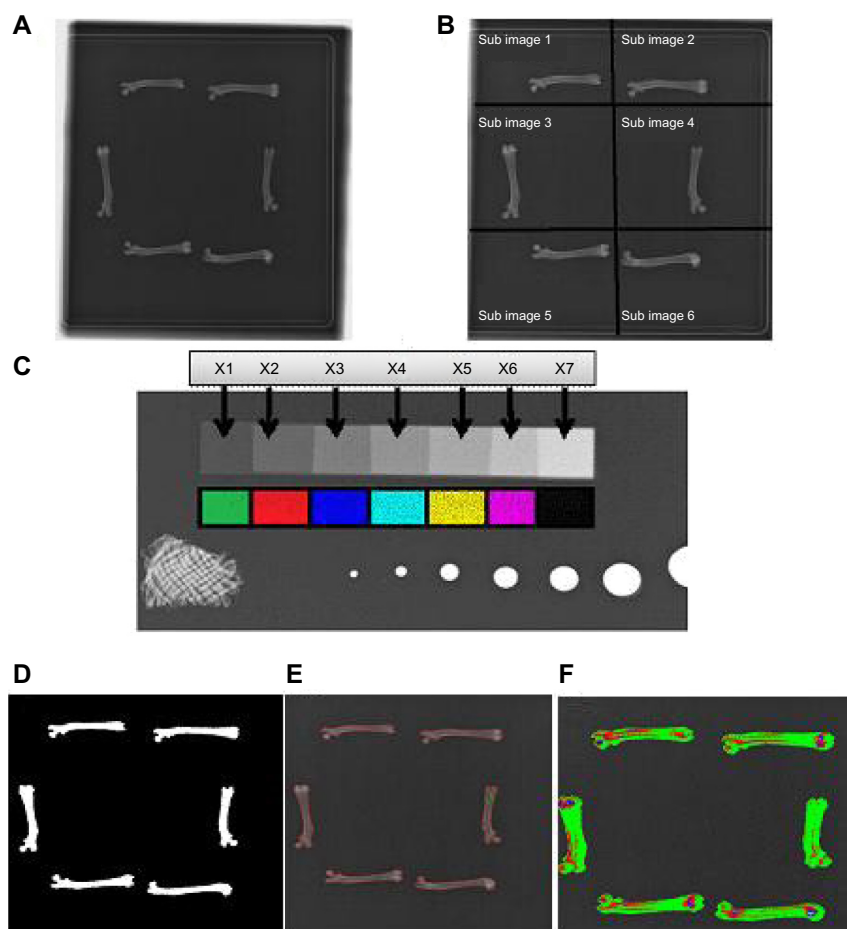 A
B
Sub image 1
Sub image 2
Sub image 3
Sub image 4
Sub image 5
Sub image 6
C
X1 X2 X3 X4 X5 X6 X7
D
E
F